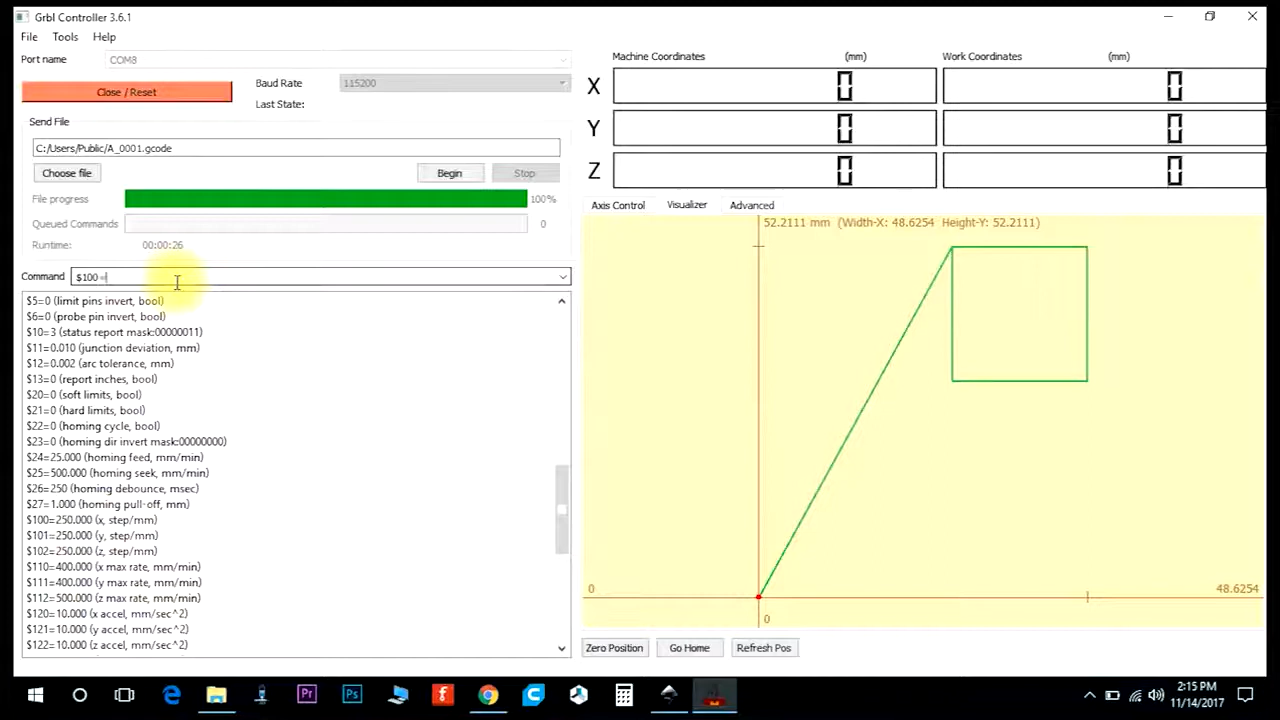 Grbl Controller 3.6.1
File Tools Help
Port name COM8
Close / Reset
Baud Rate 115200
Last State:
Send File
C:/Users/Public/A_0001.gcode
Choose file Begin Stop
File progress 100%
Queued Commands 0
Runtime: 00:00:26
Command $100=
$5=0 (limit pins invert, bool)
$6=0 (probe pin invert, bool)
$10=3 (status report mask:00000011)
$11=0.010 (junction deviation, mm)
$12=0.002 (arc tolerance, mm)
$13=0 (report inches, bool)
$20=0 (soft limits, bool)
$21=0 (hard limits, bool)
$22=0 (homing cycle, bool)
$23=0 (homing dir invert mask:00000000)
$24=25.000 (homing feed, mm/min)
$25=500.000 (homing seek, mm/min)
$26=250 (homing debounce, msec)
$27=1.000 (homing pull-off, mm)
$100=250.000 (x, step/mm)
$101=250.000 (y, step/mm)
$102=250.000 (z, step/mm)
$110=400.000 (x max rate, mm/min)
$111=400.000 (y max rate, mm/min)
$112=500.000 (z max rate, mm/min)
$120=10.000 (x accel, mm/sec^2)
$121=10.000 (y accel, mm/sec^2)
$122=10.000 (z accel, mm/sec^2)
Machine Coordinates (mm) Work Coordinates (mm)
X 0 0
Y 0 0
Z 0 0
Axis Control Visualizer Advanced
52.2111 mm (Width-X: 48.6254 Height-Y: 52.2111)
0 48.6254
0
Zero Position Go Home Refresh Pos
Pr Ps
2:15 PM
11/14/2017